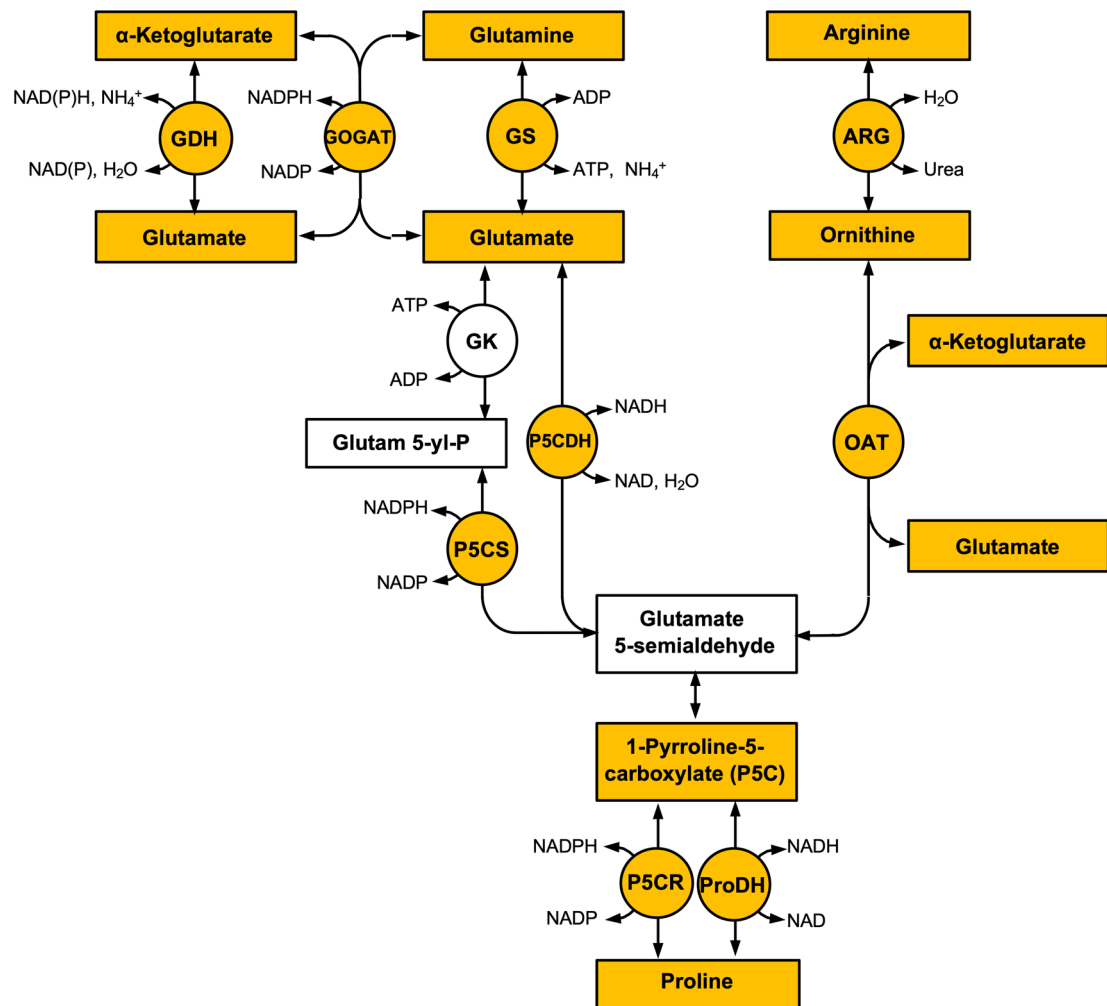 α-Ketoglutarate
Glutamine
Arginine
NAD(P)H, NH₄⁺
NADPH
ADP
H₂O
GDH
GOGAT
GS
ARG
NAD(P), H₂O
NADP
ATP, NH₄⁺
Urea
Glutamate
Glutamate
Ornithine
ATP
GK
α-Ketoglutarate
ADP
NADH
Glutam 5-yl-P
P5CDH
OAT
NAD, H₂O
NADPH
P5CS
Glutamate
NADP
Glutamate
5-semialdehyde
1-Pyrroline-5-
carboxylate (P5C)
NADPH
NADH
P5CR
ProDH
NADP
NAD
Proline